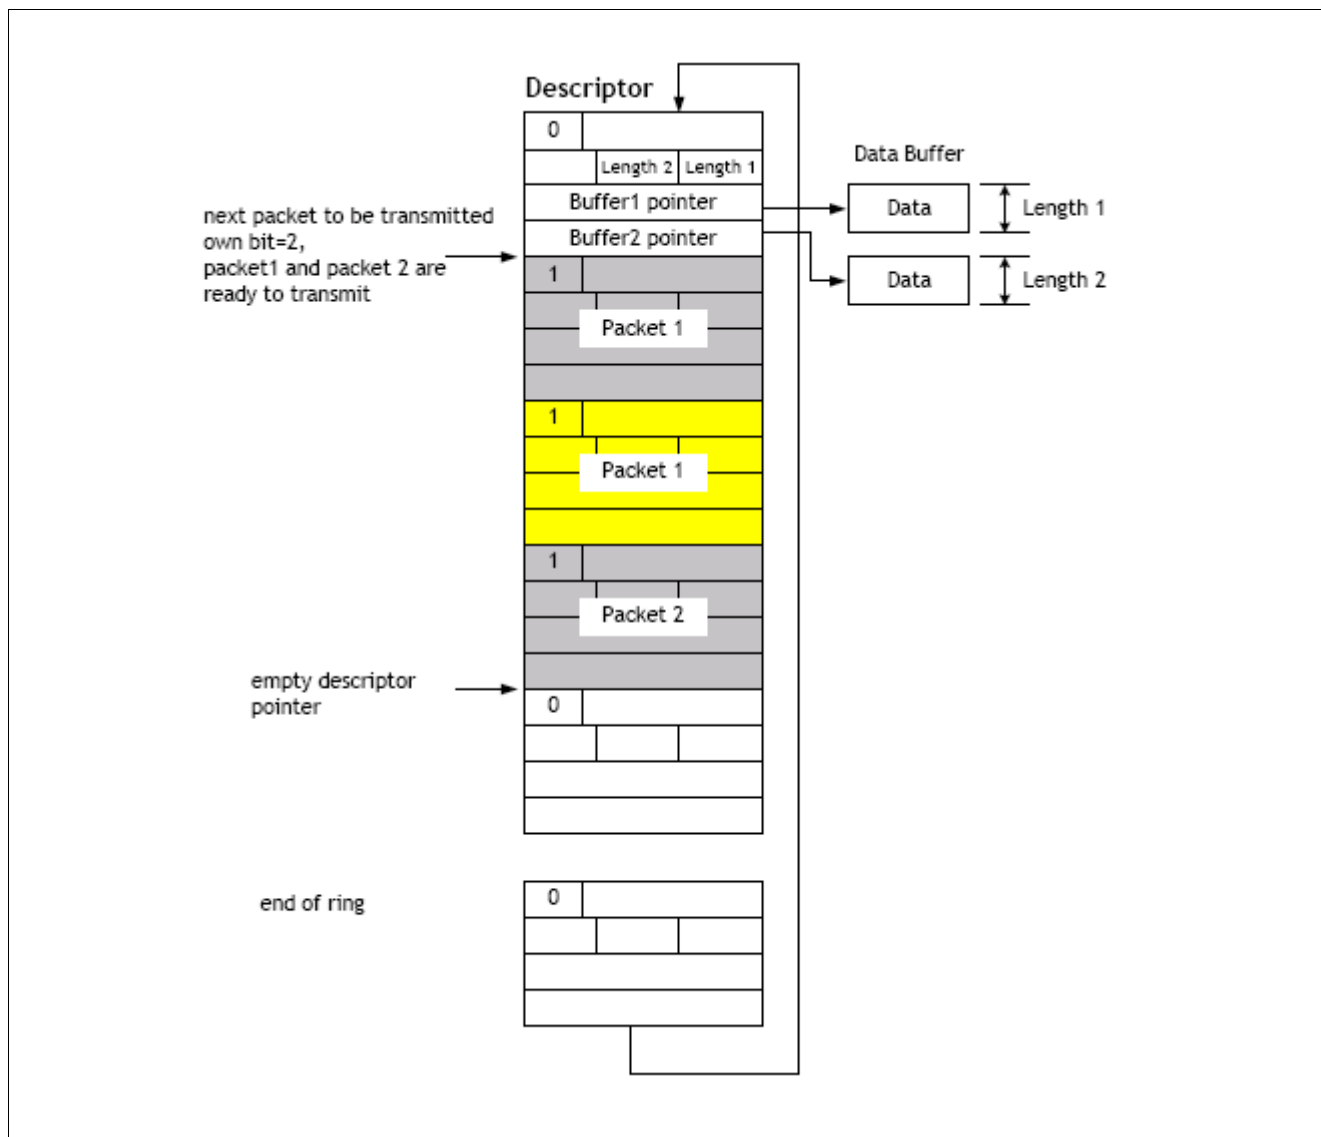 Descriptor
0
Length 2 Length 1
Data Buffer
Buffer1 pointer
Data
Length 1
next packet to be transmitted
own bit=2,
packet1 and packet 2 are
ready to transmit
Buffer2 pointer
Data
Length 2
1
Packet 1
1
Packet 1
1
Packet 2
empty descriptor
pointer
0
end of ring
0